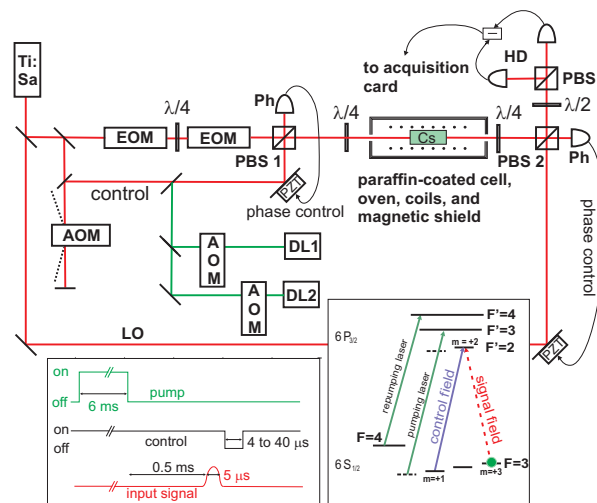 Ti:
Sa
λ/4
Ph
EOM
EOM
PBS 1
λ/4
Cs
λ/4
PBS 2
Ph
to acquisition
card
HD
PBS
λ/2
paraffin-coated cell,
oven, coils, and
magnetic shield
control
PZT
phase control
phase control
AOM
A
O
M
DL1
A
O
M
DL2
LO
PZT
on
off
pump
6 ms
on
off
control
4 to 40 μs
0.5 ms
5 μs
input signal
6 P3/2
F'=4
F'=3
m= +2
F'=2
repumping laser
pumping laser
control field
signal field
F=4
6 S1/2
m=+1
m=+3
F=3